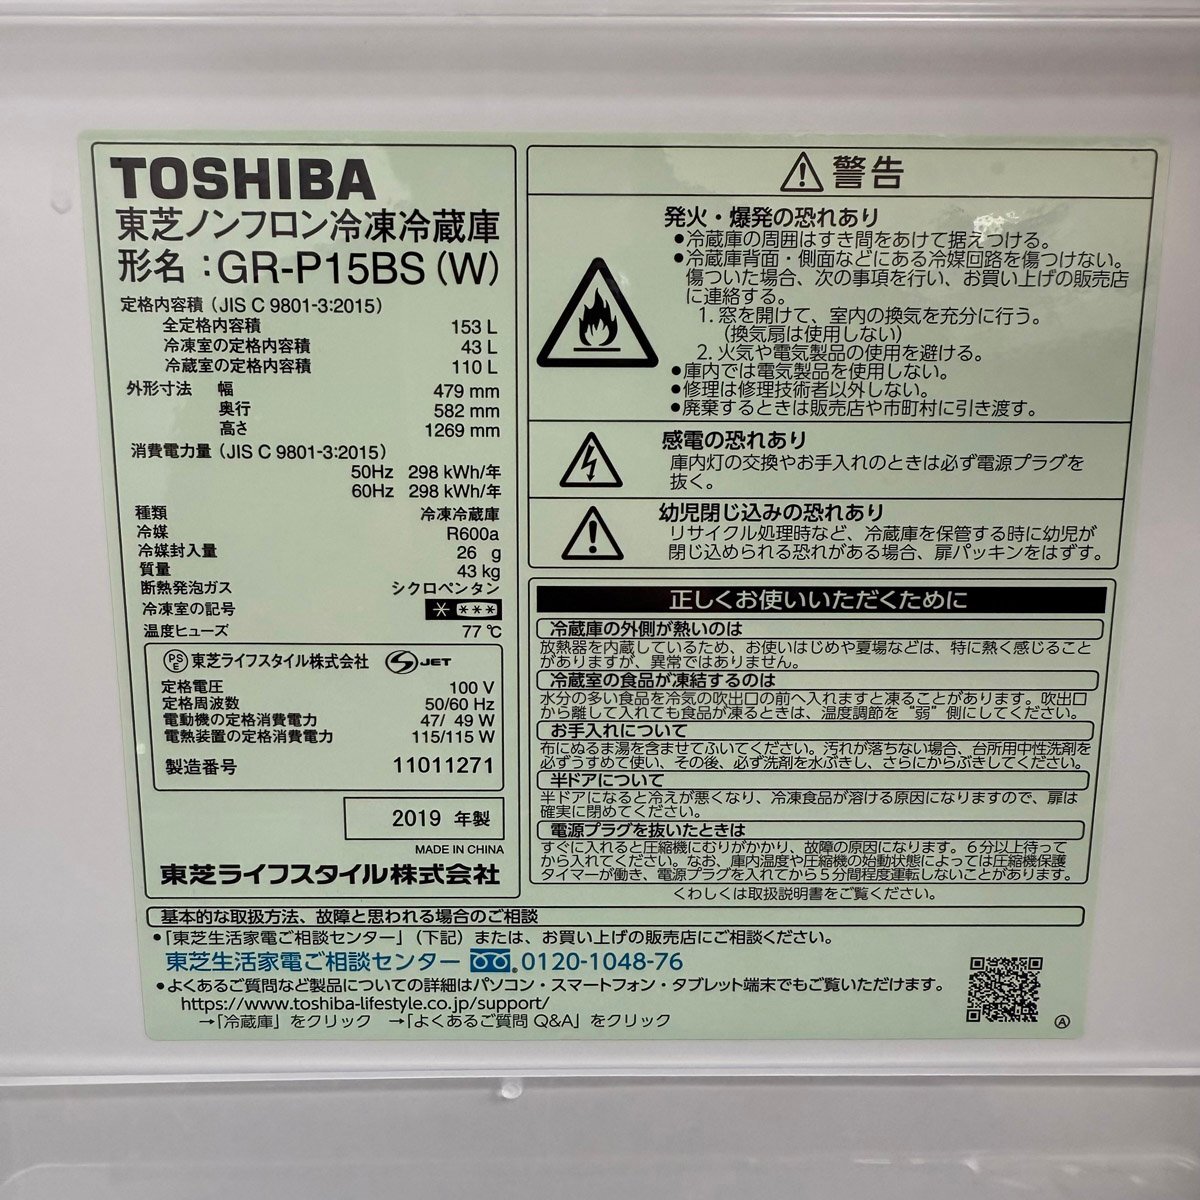 TOSHIBA
東芝ノンフロン冷凍冷蔵庫
形名：GR-P15BS (W)
定格内容積 (JIS C 9801-3:2015)
全定格内容積 153 L
冷凍室の定格内容積 43 L
冷蔵室の定格内容積 110 L
外形寸法 幅 479 mm
奥行 582 mm
高さ 1269 mm
消費電力量 (JIS C 9801-3:2015)
50Hz 298 kWh/年
60Hz 298 kWh/年
種類 冷凍冷蔵庫
冷媒 R600a
冷媒封入量 26 g
質量 43 kg
断熱発泡ガス シクロペンタン
冷凍室の記号 * ***
温度ヒューズ 77 ℃
PSE 東芝ライフスタイル株式会社 JET
定格電圧 100 V
定格周波数 50/60 Hz
電動機の定格消費電力 47/ 49 W
電熱装置の定格消費電力 115/115 W
製造番号 11011271
2019 年製
MADE IN CHINA
東芝ライフスタイル株式会社
警告
発火・爆発の恐れあり
●冷蔵庫の周囲はすき間をあけて据えつける。
●冷蔵庫背面・側面などにある冷媒回路を傷つけない。
傷ついた場合、次の事項を行い、お買い上げの販売店
に連絡する。
1. 窓を開けて、室内の換気を充分に行う。
(換気扇は使用しない)
2. 火気や電気製品の使用を避ける。
●庫内では電気製品を使用しない。
●修理は修理技術者以外しない。
●廃棄するときは販売店や市町村に引き渡す。
感電の恐れあり
庫内灯の交換やお手入れのときは必ず電源プラグを
抜く。
幼児閉じ込みの恐れあり
リサイクル処理時など、冷蔵庫を保管する時に幼児が
閉じ込められる恐れがある場合、扉パッキンをはずす。
正しくお使いいただくために
冷蔵庫の外側が熱いのは
放熱器を内蔵しているため、お使いはじめや夏場などは、特に熱く感じること
がありますが、異常ではありません。
冷蔵室の食品が凍結するのは
水分の多い食品を冷気の吹出口の前へ入れますと凍ることがあります。吹出口
から離して入れても食品が凍るときは、温度調節を“弱”側にしてください。
お手入れについて
布にぬるま湯を含ませてふいてください。汚れが落ちない場合、台所用中性洗剤を
必ずうすめて使い、その後、必ず洗剤を水ぶきし、さらにからぶきしてください。
半ドアについて
半ドアになると冷えが悪くなり、冷凍食品が溶ける原因になりますので、扉は
確実に閉めてください。
電源プラグを抜いたときは
すぐに入れると圧縮機にむりがかかり、故障の原因になります。6分以上待って
から入れてください。なお、庫内温度や圧縮機の始動状態によっては圧縮機保護
タイマーが働き、電源プラグを入れてから5分間程度運転しないことがあります。
くわしくは取扱説明書をご覧ください。
基本的な取扱方法、故障と思われる場合のご相談
●「東芝生活家電ご相談センター」（下記）または、お買い上げの販売店にご相談ください。
東芝生活家電ご相談センター 0120-1048-76
●よくあるご質問など製品についての詳細はパソコン・スマートフォン・タブレット端末でもご覧いただけます。
https://www.toshiba-lifestyle.co.jp/support/
→「冷蔵庫」をクリック →「よくあるご質問 Q&A」をクリック
Ⓐ